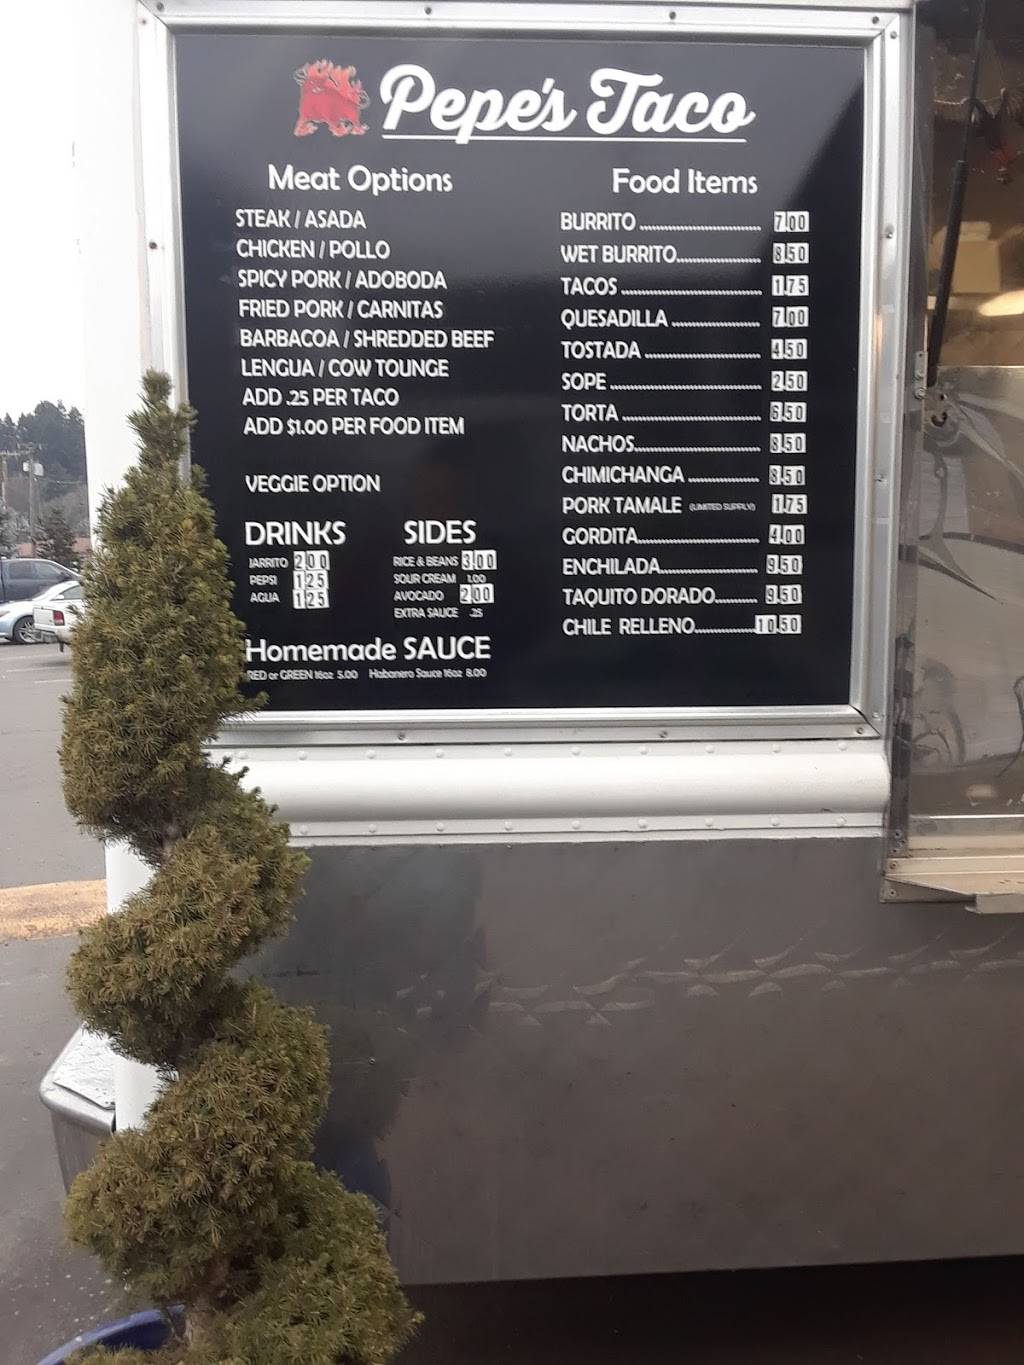 Pepe's Taco
Meat Options
STEAK / ASADA
CHICKEN / POLLO
SPICY PORK / ADOBODA
FRIED PORK / CARNITAS
BARBACOA / SHREDDED BEEF
LENGUA / COW TOUNGE
ADD .25 PER TACO
ADD $1.00 PER FOOD ITEM
VEGGIE OPTION
DRINKS
JARRITO 2.00
PEPSI 1.25
AGUA 1.25
SIDES
RICE & BEANS 3.00
SOUR CREAM 1.00
AVOCADO 2.00
EXTRA SAUCE .25
Homemade SAUCE
RED or GREEN 16oz 5.00 Habanero Sauce 16oz 8.00
Food Items
BURRITO 7.00
WET BURRITO 8.50
TACOS 1.75
QUESADILLA 7.00
TOSTADA 4.50
SOPE 2.50
TORTA 6.50
NACHOS 8.50
CHIMICHANGA 8.50
PORK TAMALE (LIMITED SUPPLY) 1.75
GORDITA 4.00
ENCHILADA 9.50
TAQUITO DORADO 9.50
CHILE RELLENO 10.50